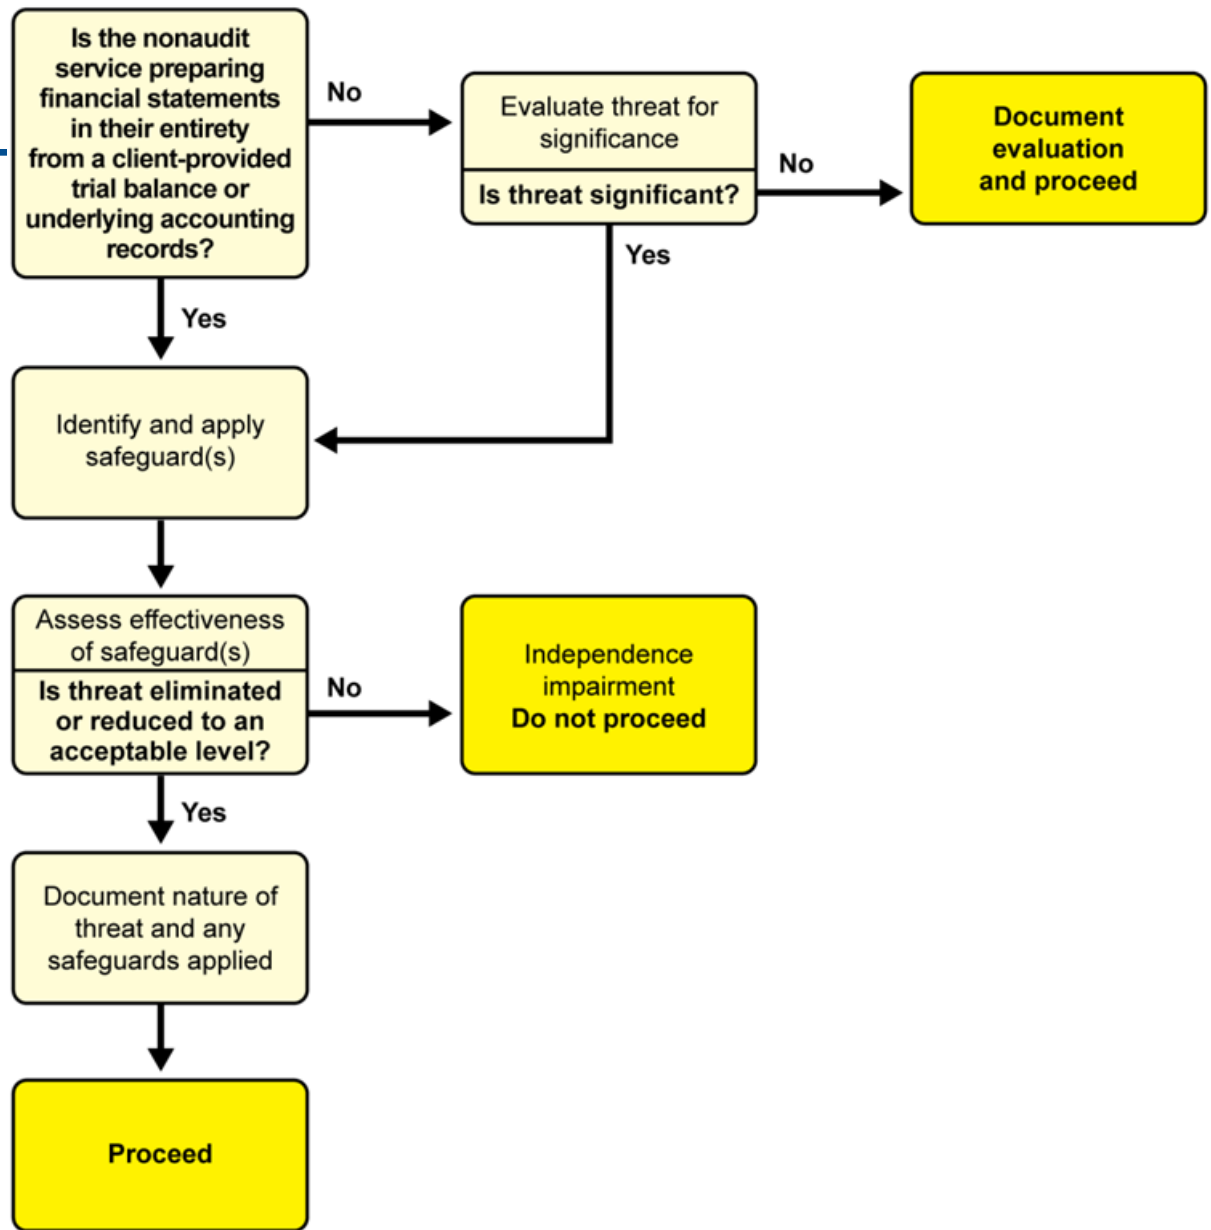 Is the nonaudit
service preparing
financial statements
in their entirety
from a client-provided
trial balance or
underlying accounting
records?
No
Evaluate threat for
significance
Is threat significant?
No
Document
evaluation
and proceed
Yes
Yes
Identify and apply
safeguard(s)
Assess effectiveness
of safeguard(s)
Is threat eliminated
or reduced to an
acceptable level?
No
Independence
impairment
Do not proceed
Yes
Document nature of
threat and any
safeguards applied
Proceed